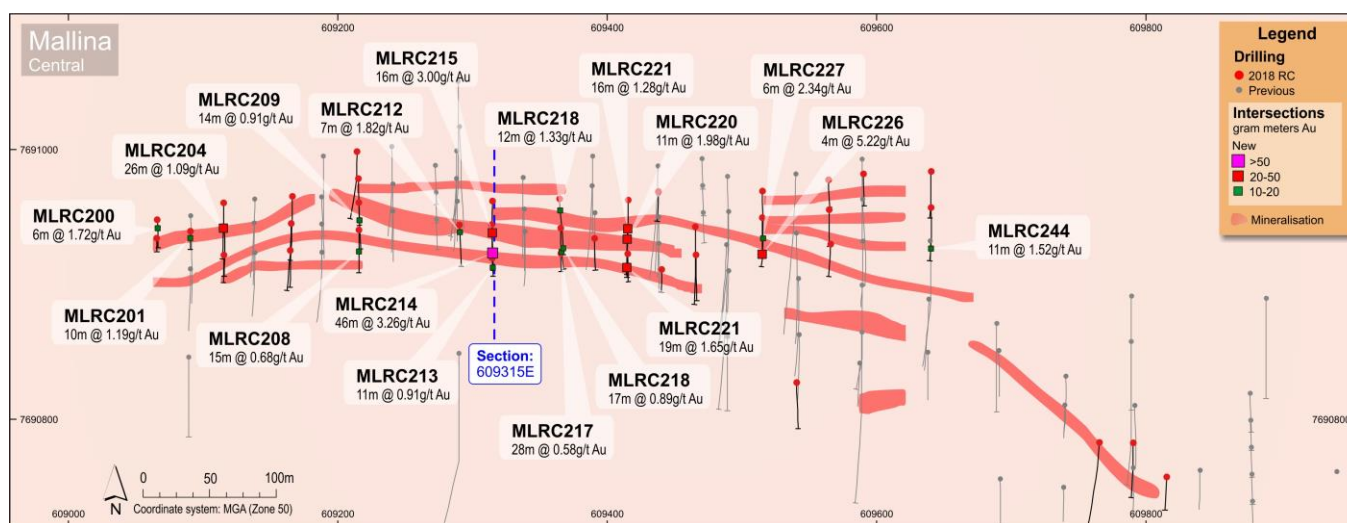 Mallina
Central
609200
609400
609600
609800
7691000
MLRC215
16m @ 3.00g/t Au
MLRC221
16m @ 1.28g/t Au
MLRC227
6m @ 2.34g/t Au
MLRC209
14m @ 0.91g/t Au
MLRC212
7m @ 1.82g/t Au
MLRC218
12m @ 1.33g/t Au
MLRC220
11m @ 1.98g/t Au
MLRC226
4m @ 5.22g/t Au
MLRC204
26m @ 1.09g/t Au
MLRC200
6m @ 1.72g/t Au
MLRC244
11m @ 1.52g/t Au
MLRC201
10m @ 1.19g/t Au
MLRC208
15m @ 0.68g/t Au
MLRC214
46m @ 3.26g/t Au
MLRC213
11m @ 0.91g/t Au
Section:
609315E
MLRC221
19m @ 1.65g/t Au
MLRC218
17m @ 0.89g/t Au
MLRC217
28m @ 0.58g/t Au
Legend
Drilling
2018 RC
Previous
Intersections
gram meters Au
New
>50
20-50
10-20
Mineralisation
7690800
7690800
0 50 100m
N
Coordinate system: MGA (Zone 50)
609000
609200
609400
609600
609800